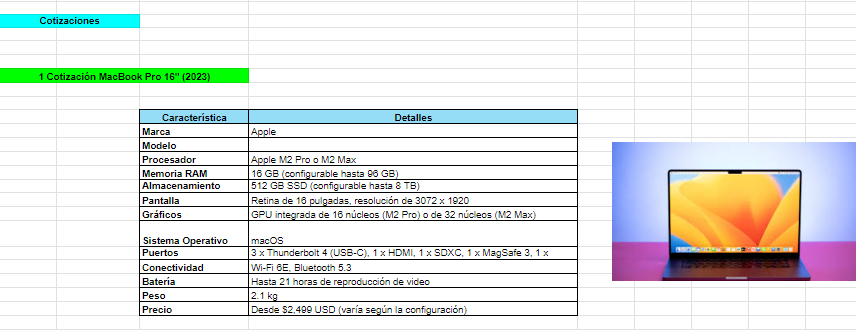 Cotizaciones
1 Cotización MacBook Pro 16" (2023)
Característica Detalles
Marca Apple
Modelo
Procesador Apple M2 Pro o M2 Max
Memoria RAM 16 GB (configurable hasta 96 GB)
Almacenamiento 512 GB SSD (configurable hasta 8 TB)
Pantalla Retina de 16 pulgadas, resolución de 3072 x 1920
Gráficos GPU integrada de 16 núcleos (M2 Pro) o de 32 núcleos (M2 Max)
Sistema Operativo macOS
Puertos 3 x Thunderbolt 4 (USB-C), 1 x HDMI, 1 x SDXC, 1 x MagSafe 3, 1 x
Conectividad Wi-Fi 6E, Bluetooth 5.3
Batería Hasta 21 horas de reproducción de video
Peso 2.1 kg
Precio Desde $2,499 USD (varía según la configuración)